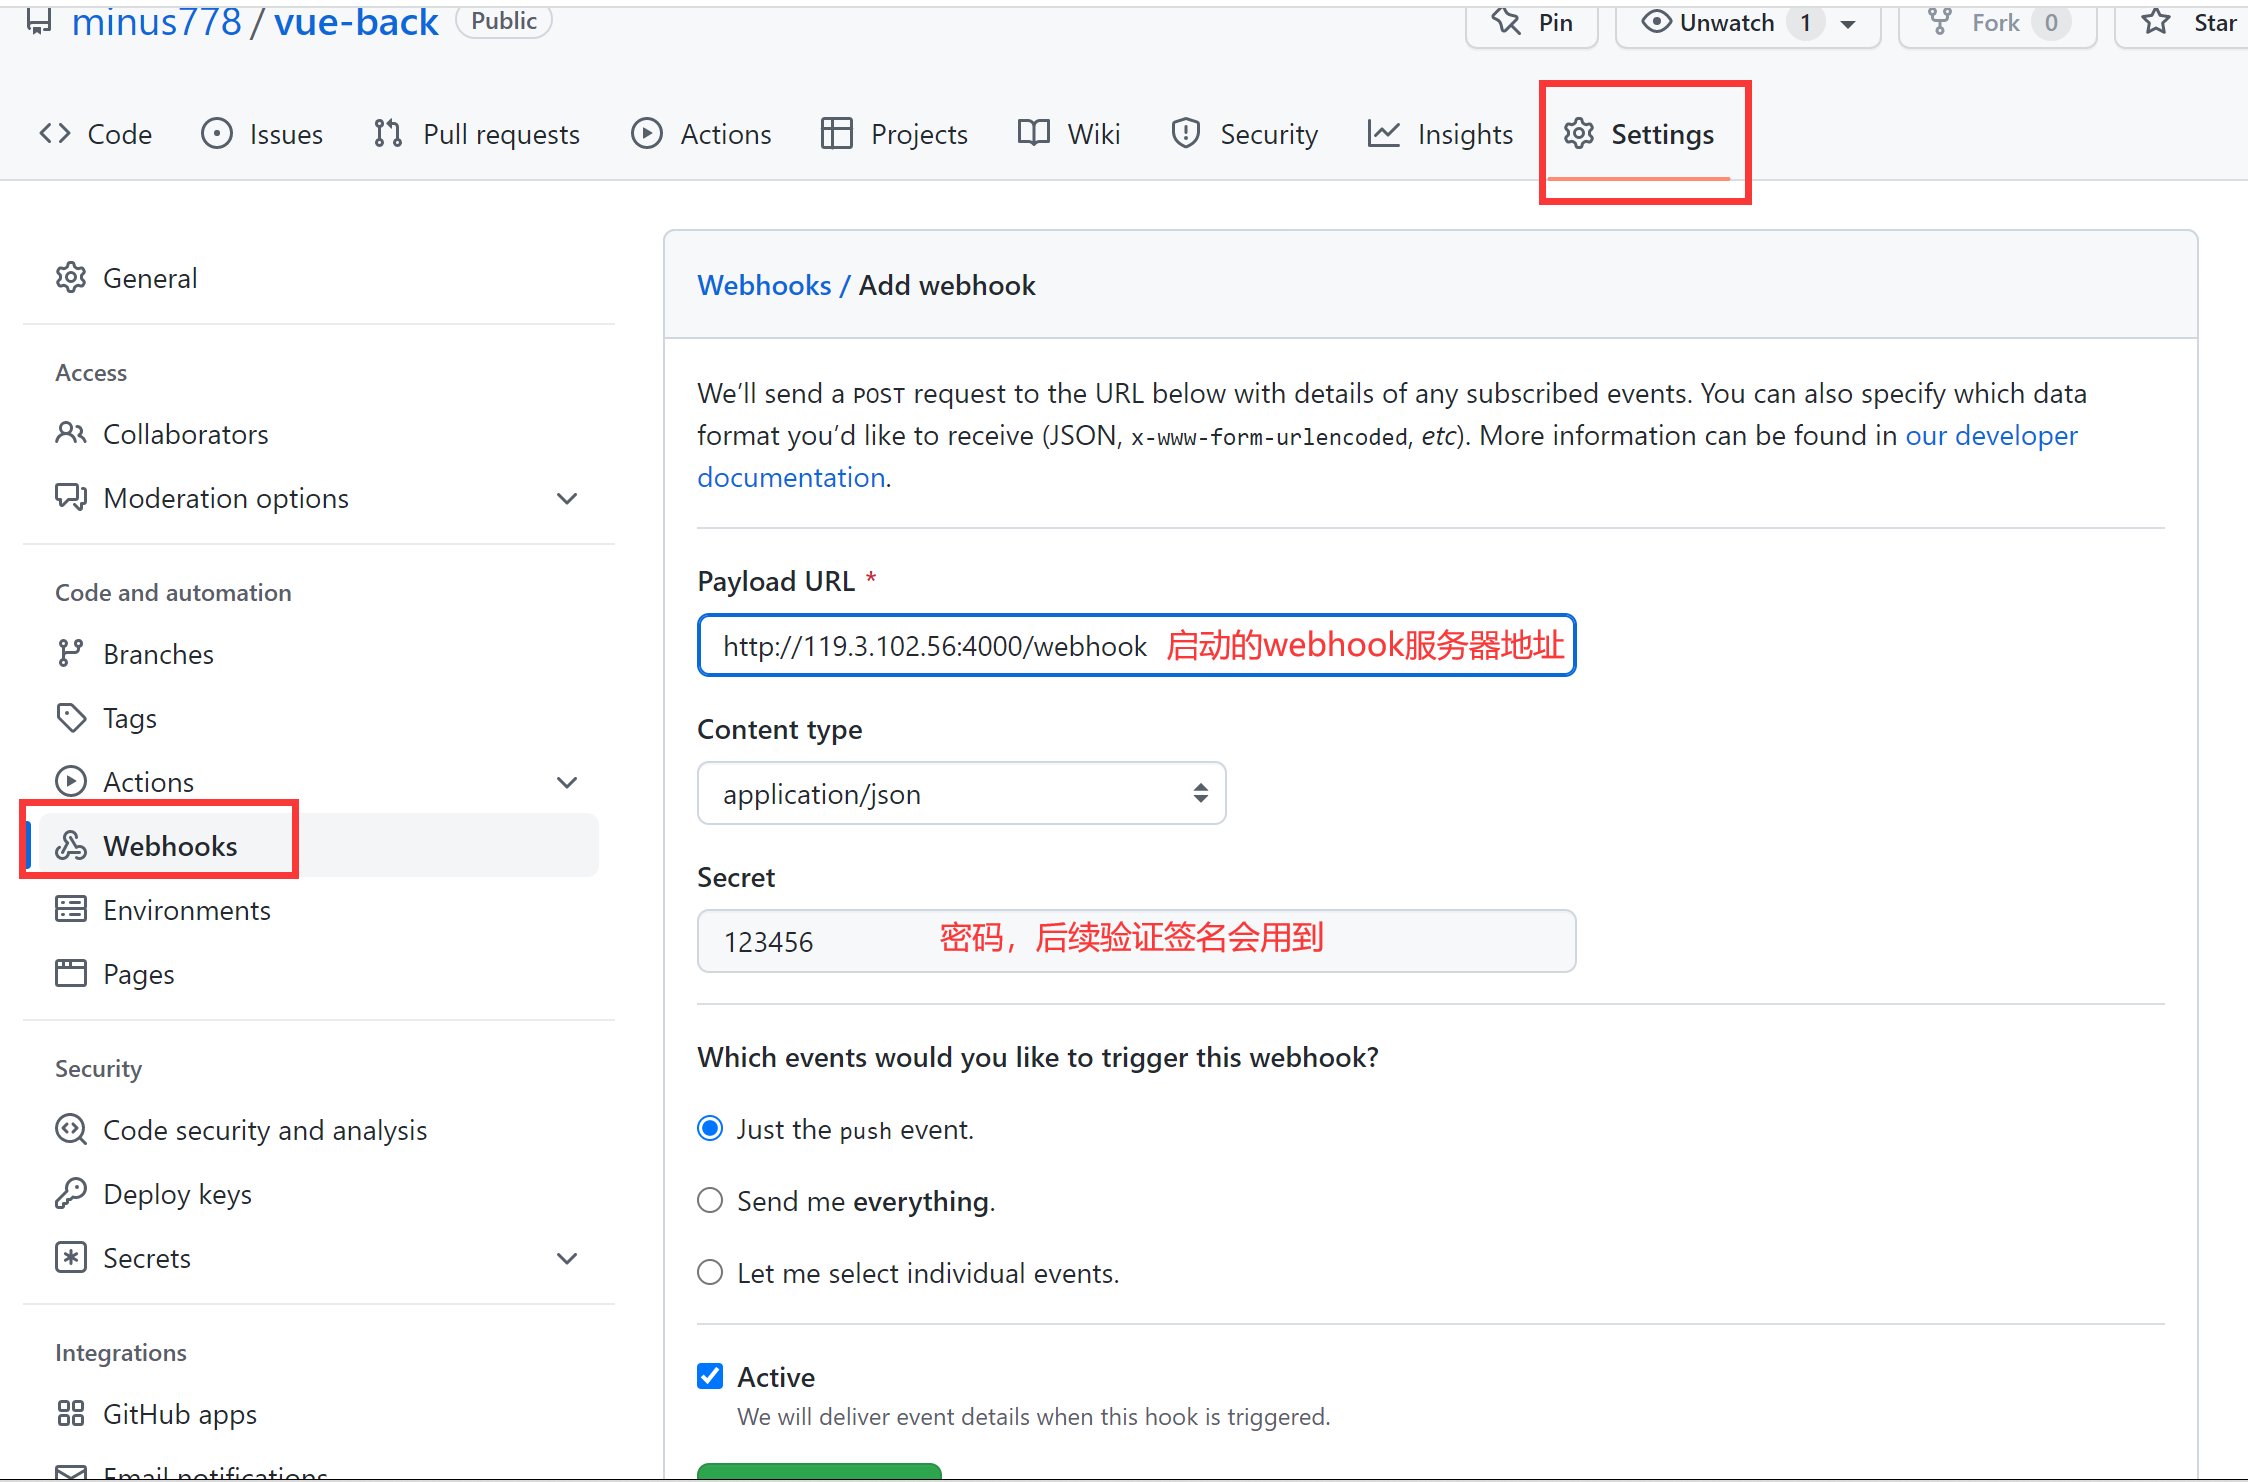 minus778 / vue-back Public
Pin Unwatch 1 Fork 0 Star
Code Issues Pull requests Actions Projects Wiki Security Insights Settings
General
Access
Collaborators
Moderation options
Code and automation
Branches
Tags
Actions
Webhooks
Environments
Pages
Security
Code security and analysis
Deploy keys
Secrets
Integrations
GitHub apps
Email notifications
Webhooks / Add webhook
We’ll send a POST request to the URL below with details of any subscribed events. You can also specify which data
format you’d like to receive (JSON, x-www-form-urlencoded, etc). More information can be found in our developer
documentation.
Payload URL *
http://119.3.102.56:4000/webhook 启动的webhook服务器地址
Content type
application/json
Secret
123456 密码，后续验证签名会用到
Which events would you like to trigger this webhook?
Just the push event.
Send me everything.
Let me select individual events.
Active
We will deliver event details when this hook is triggered.